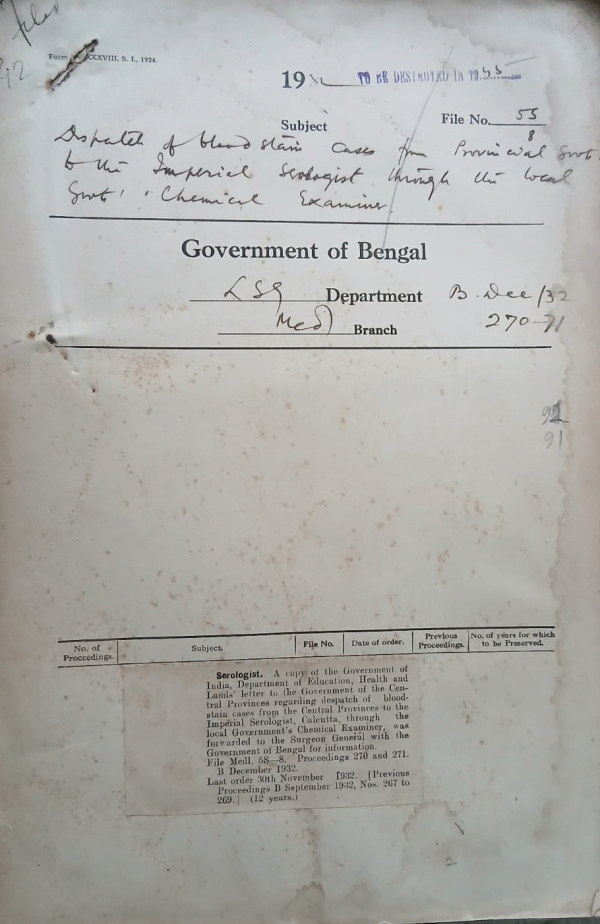 Form XXXVIII, S. I., 1924.
1932 TO BE DESTROYED IN 19
File No. 5S
8
Subject
Despatch of blood stain cases from Provincial Govt.
to the Imperial Serologist through the local
Govt's Chemical Examiner.
Government of Bengal
LSG Department B. Dec/32
Medl Branch 270-71
92
91
No. of Proceedings.
Subject.
File No.
Date of order.
Previous Proceedings.
No. of years for which to be Preserved.
Serologist. A copy of the Government of
India, Department of Education, Health and
Lands' letter to the Government of the Cen-
tral Provinces regarding despatch of blood-
stain cases from the Central Provinces to the
Imperial Serologist, Calcutta, through the
local Government's Chemical Examiner, was
forwarded to the Surgeon General with the
Government of Bengal for information.
File Medl. 5S—8. Proceedings 270 and 271.
B December 1932.
Last order 30th November 1932. [Previous
Proceedings B September 1932, Nos. 267 to
269.] (12 years.)